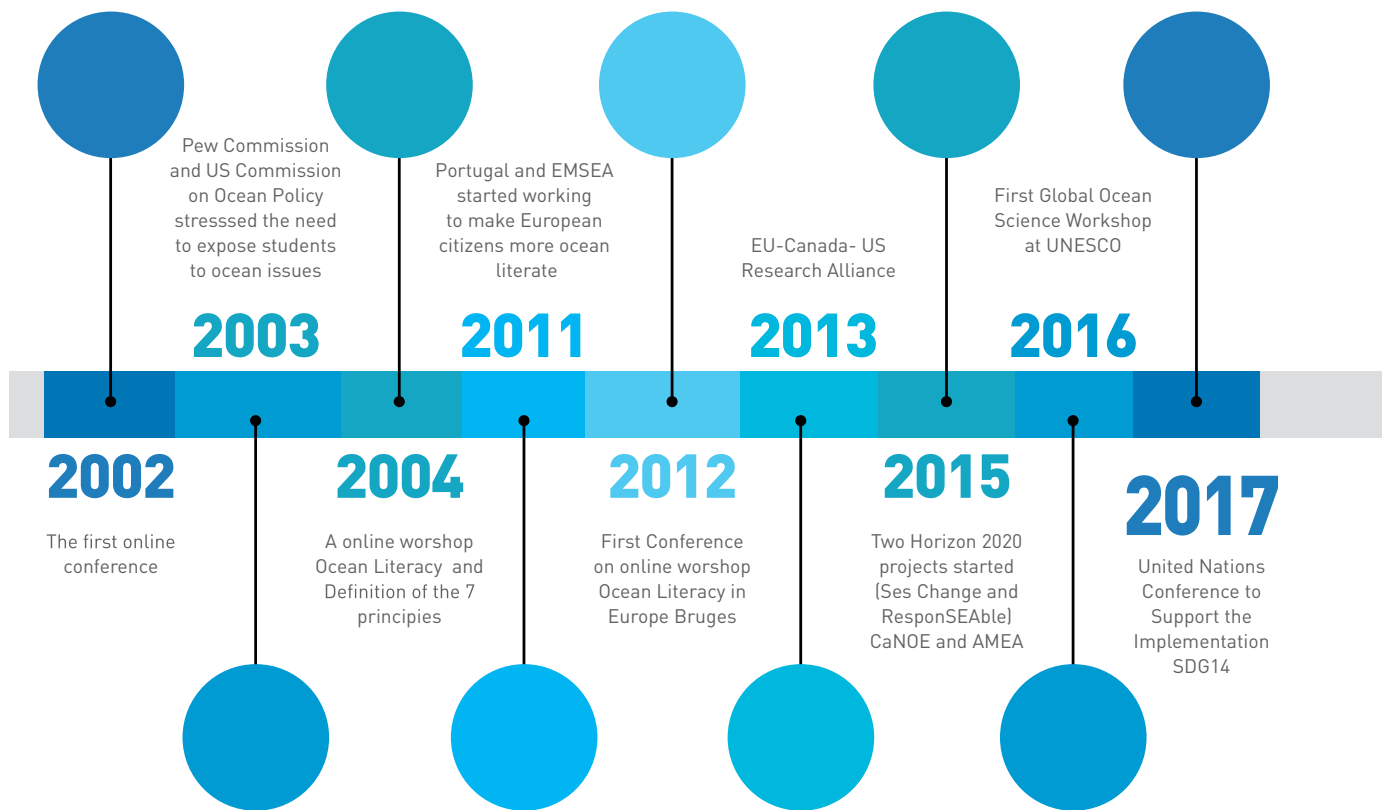 2002
The first online
conference
Pew Commission
and US Commission
on Ocean Policy
stresssed the need
to expose students
to ocean issues
2003
2004
A online worshop
Ocean Literacy and
Definition of the 7
principies
Portugal and EMSEA
started working
to make European
citizens more ocean
literate
2011
2012
First Conference
on online worshop
Ocean Literacy in
Europe Bruges
EU-Canada- US
Research Alliance
2013
2015
Two Horizon 2020
projects started
(Ses Change and
ResponSEAble)
CaNOE and AMEA
First Global Ocean
Science Workshop
at UNESCO
2016
2017
United Nations
Conference to
Support the
Implementation
SDG14